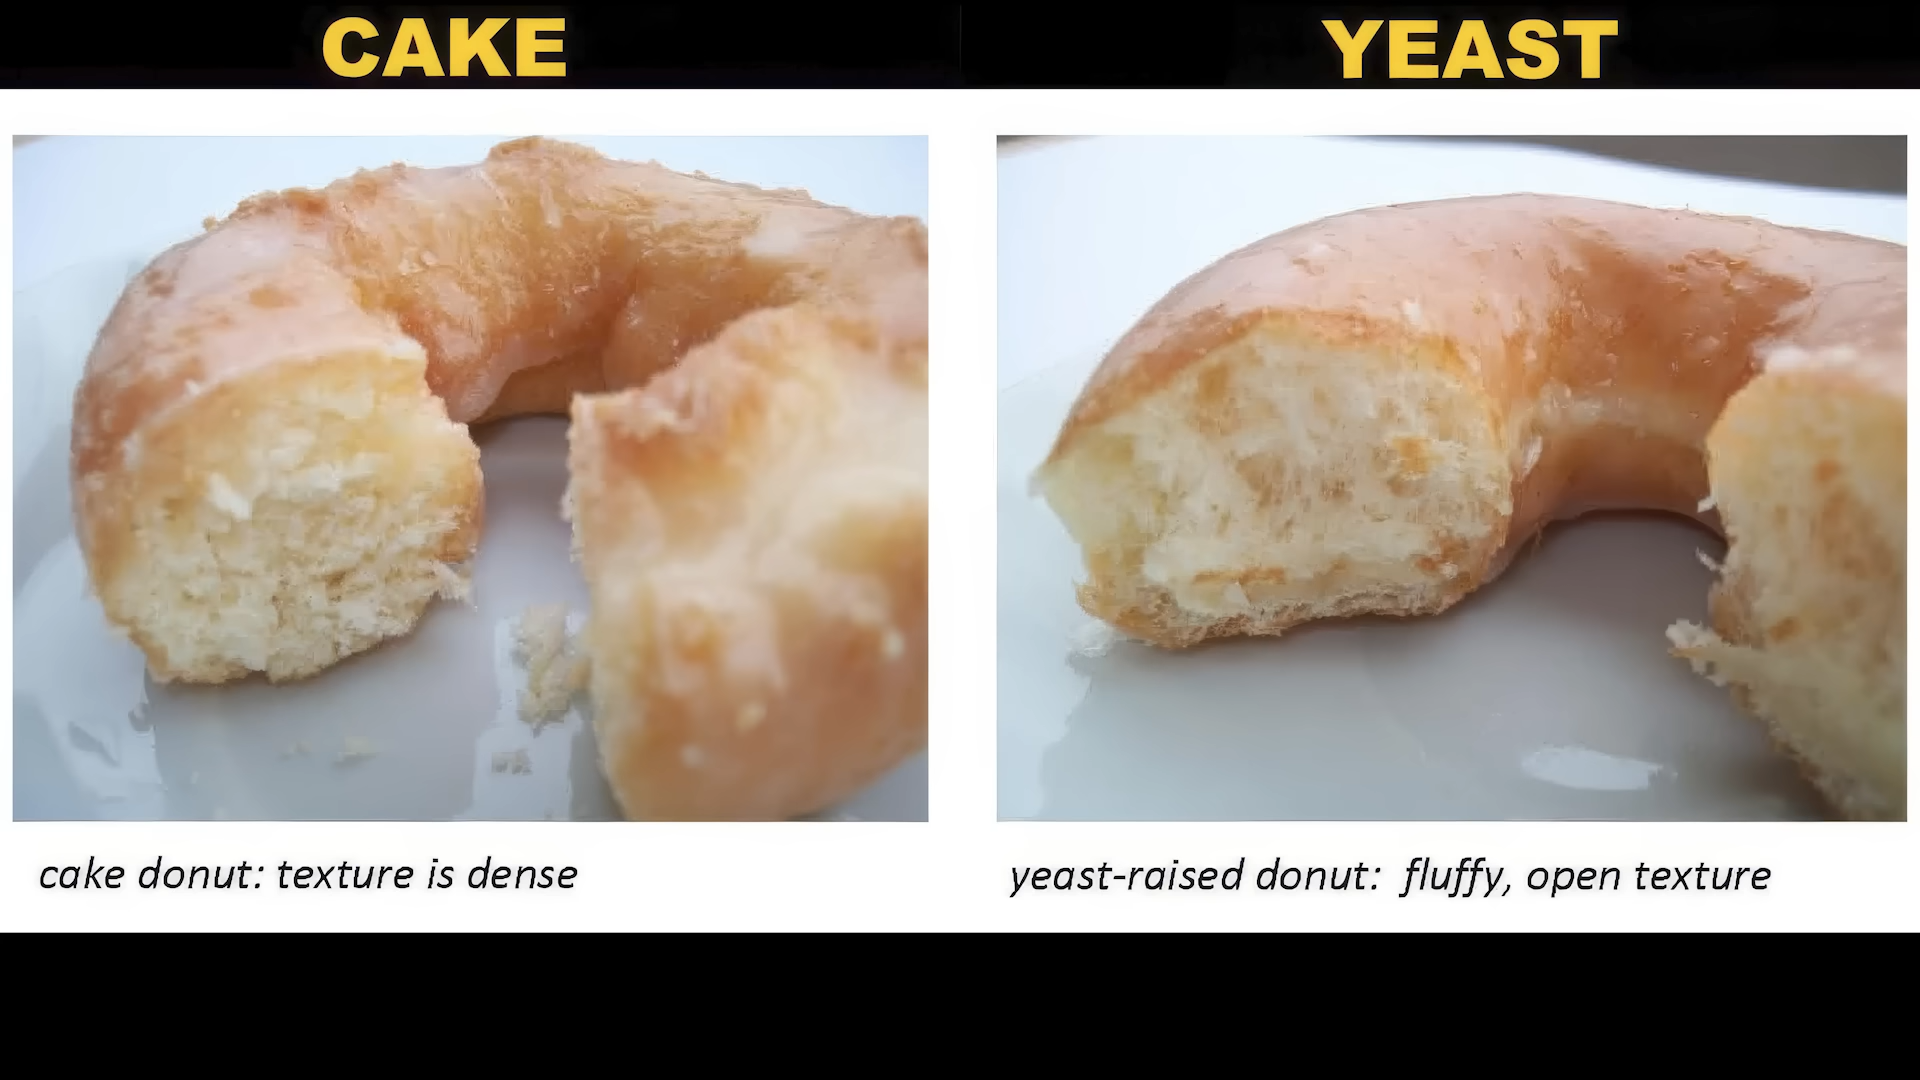 CAKE
YEAST
cake donut: texture is dense
yeast-raised donut: fluffy, open texture